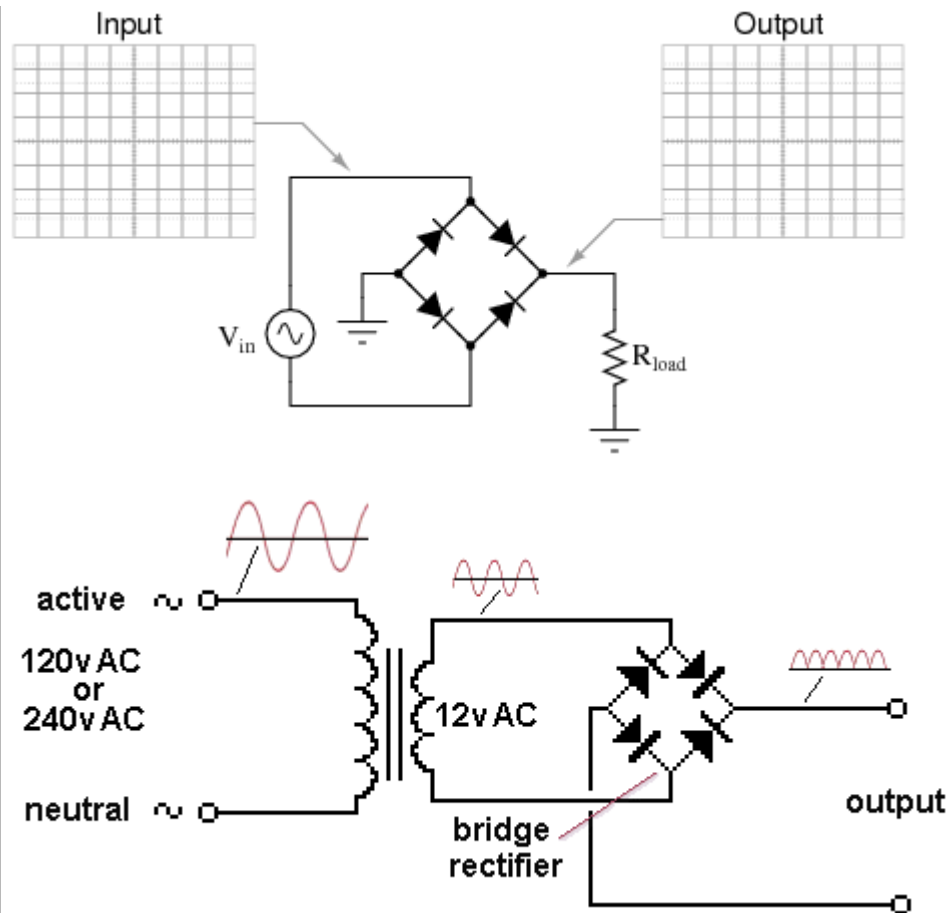 Input
Output
Vin
Rload
active ~
120v AC
or
240v AC
12v AC
neutral ~
bridge
rectifier
output